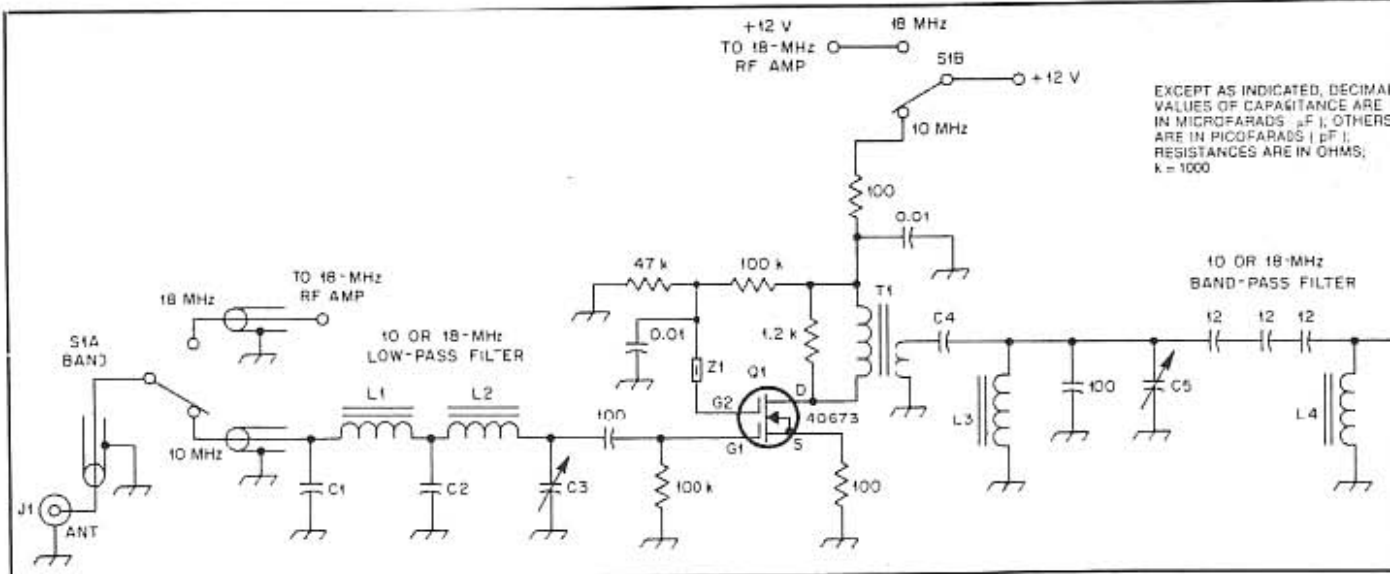 +12 V
TO 18-MHz
RF AMP
18 MHz
S1B
+12 V
10 MHz
EXCEPT AS INDICATED, DECIMAL
VALUES OF CAPACITANCE ARE
IN MICROFARADS µF ); OTHERS
ARE IN PICOFARADS ( pF );
RESISTANCES ARE IN OHMS;
k = 1000
100
0.01
47 k
100 k
TO 18-MHz
RF AMP
18 MHz
S1A
BAND
10 OR 18-MHz
LOW-PASS FILTER
0.01
1.2 k
T1
C4
10 OR 18-MHz
BAND-PASS FILTER
12
12
12
Z1
Q1
D
40673
G2
G1
S
L1
L2
100
100
C5
L3
L4
10 MHz
C1
C2
C3
100 k
100
J1
ANT